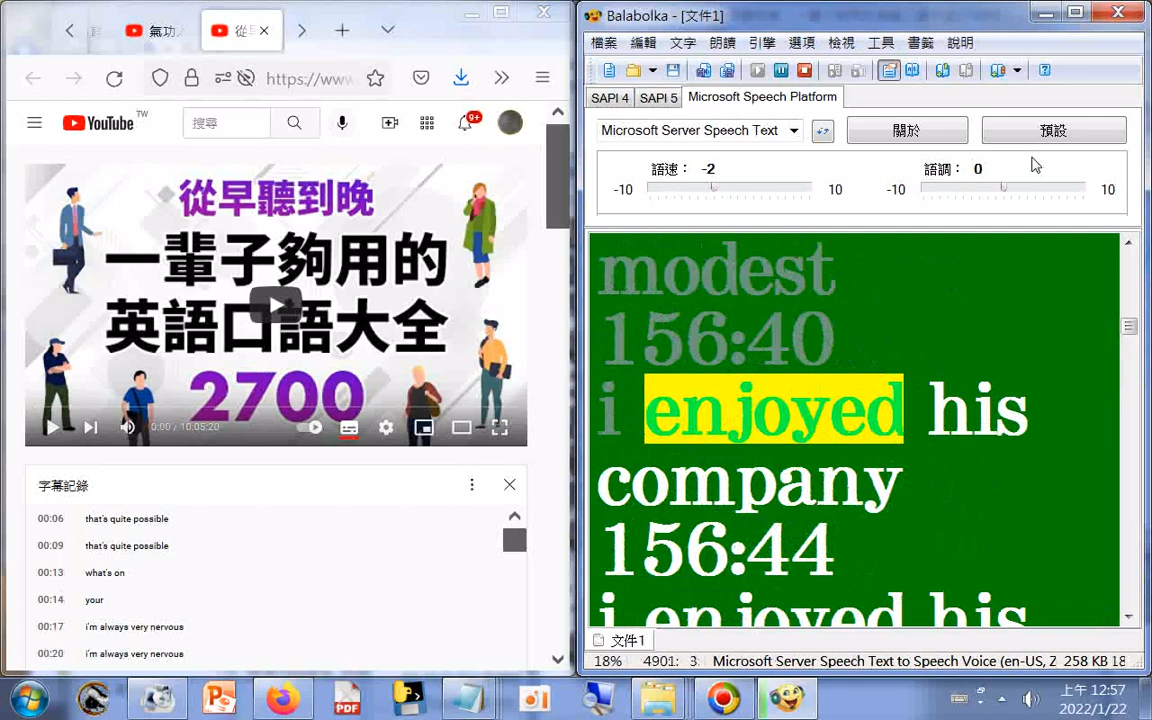 氣功
從
https://www
YouTube TW
搜尋
9+
從早聽到晚
一輩子夠用的
英語口語大全
2700
0:00 / 10:05:20
字幕記錄
00:06 that's quite possible
00:09 that's quite possible
00:13 what's on
00:14 your
00:17 i'm always very nervous
00:20 i'm always very nervous
Balabolka - [文件1]
檔案 編輯 文字 朗讀 引擎 選項 檢視 工具 書籤 說明
SAPI 4 SAPI 5 Microsoft Speech Platform
Microsoft Server Speech Text 關於 預設
語速: -2 語調: 0
-10 10 -10 10
modest
156:40
i enjoyed his
company
156:44
i enjoyed his
文件1
18% 4901: 3 Microsoft Server Speech Text to Speech Voice (en-US, Z 258 KB 18
PDF
上午 12:57
2022/1/22